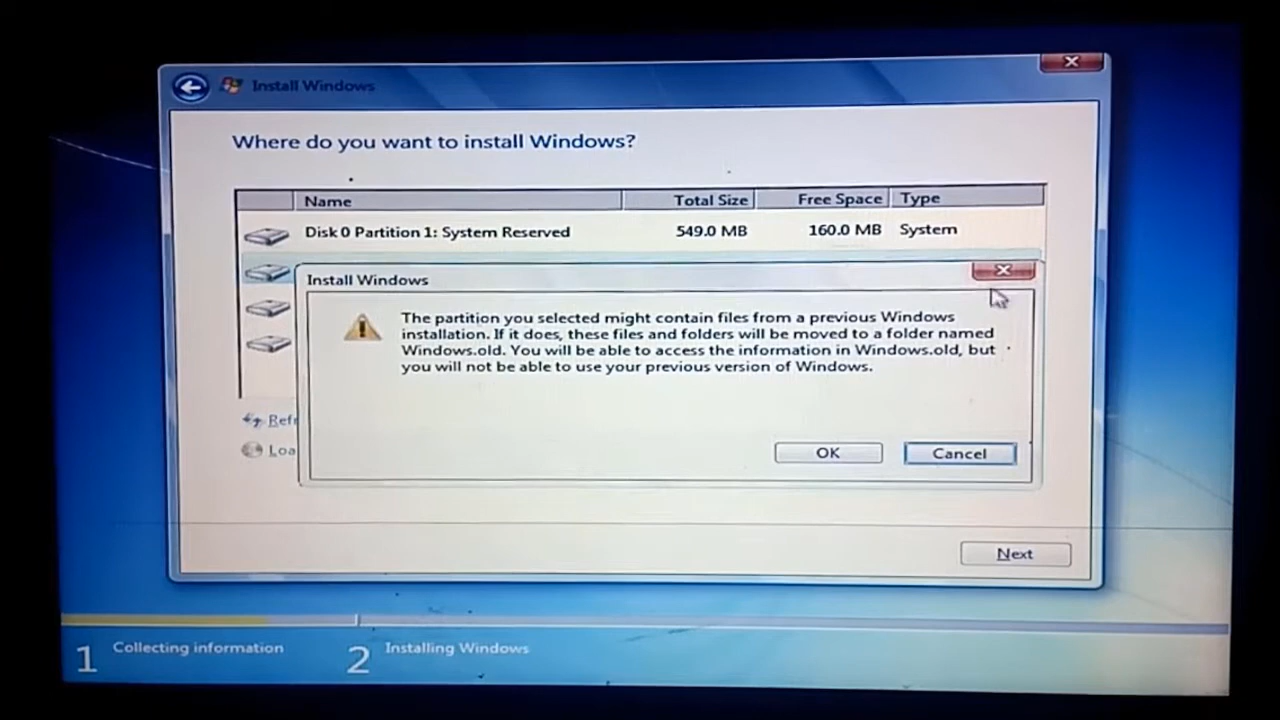 Install Windows
Where do you want to install Windows?
Name Total Size Free Space Type
Disk 0 Partition 1: System Reserved 549.0 MB 160.0 MB System
Install Windows
The partition you selected might contain files from a previous Windows
installation. If it does, these files and folders will be moved to a folder named
Windows.old. You will be able to access the information in Windows.old, but
you will not be able to use your previous version of Windows.
Refr
Loa
OK Cancel
Next
1 Collecting information 2 Installing Windows